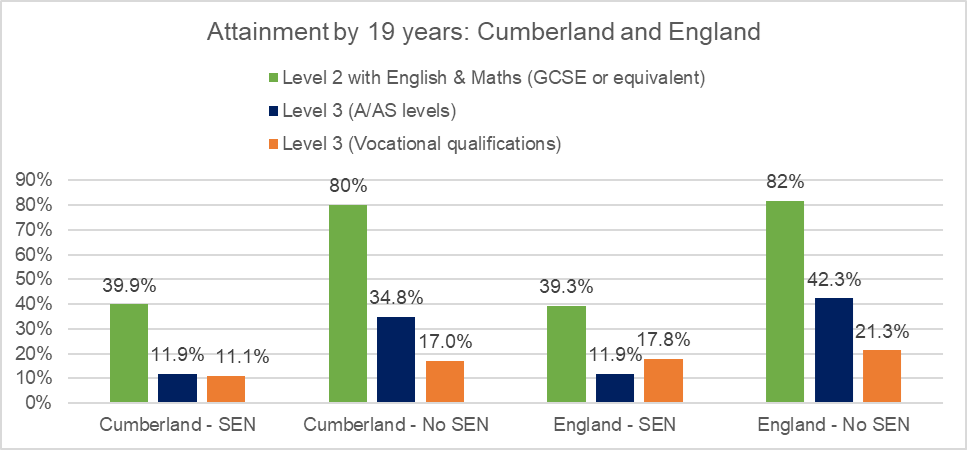 Attainment by 19 years: Cumberland and England
Level 2 with English & Maths (GCSE or equivalent)
Level 3 (A/AS levels)
Level 3 (Vocational qualifications)
90%
80%
70%
60%
50%
40%
30%
20%
10%
0%
39.9%
11.9%
11.1%
80%
34.8%
17.0%
39.3%
11.9%
17.8%
82%
42.3%
21.3%
Cumberland - SEN
Cumberland - No SEN
England - SEN
England - No SEN